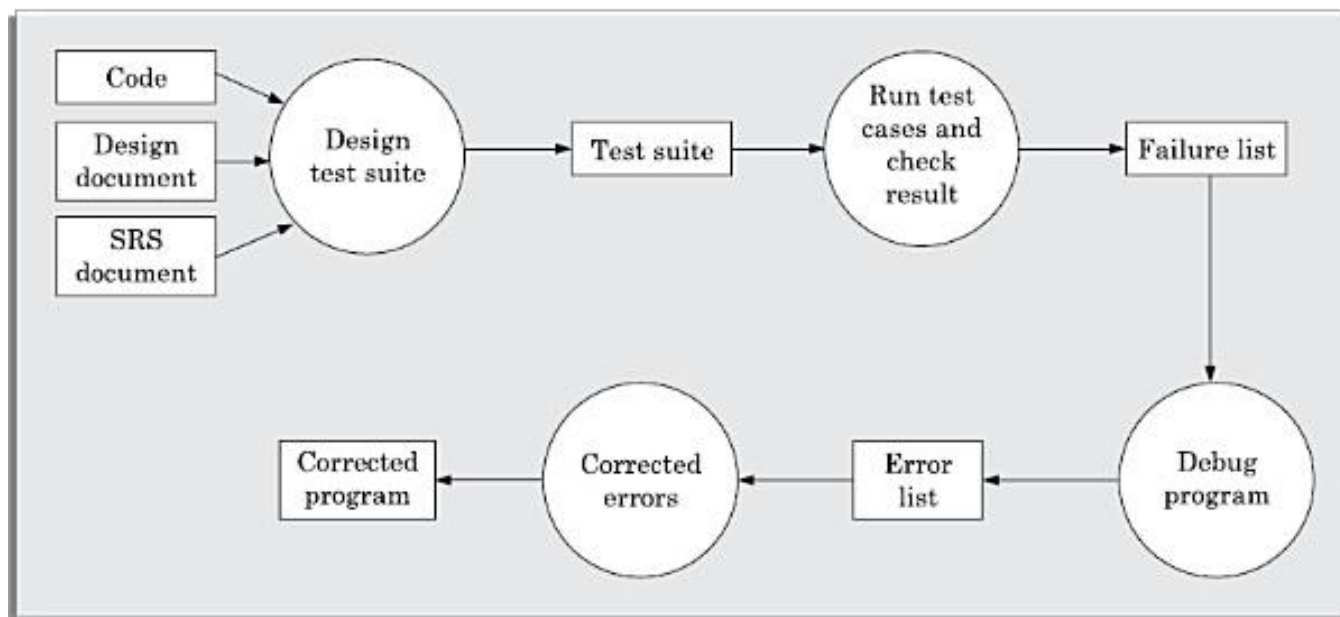 Code
Design
document
SRS
document
Design
test suite
Test suite
Run test
cases and
check
result
Failure list
Debug
program
Error
list
Corrected
errors
Corrected
program